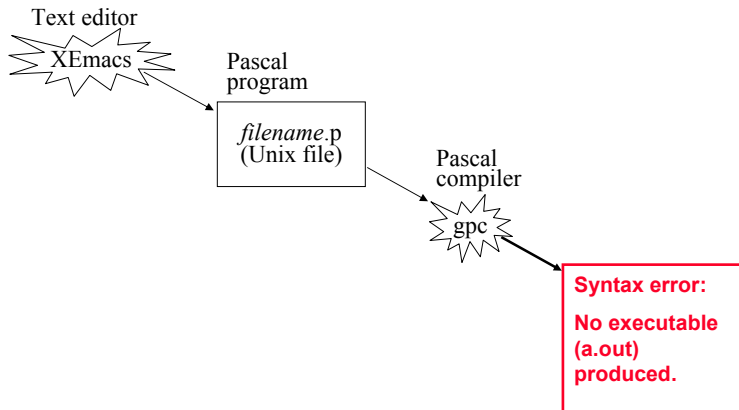 Text editor
XEmacs
Pascal
program
filename.p
(Unix file)
Pascal
compiler
gpc
Syntax error:
No executable
(a.out)
produced.